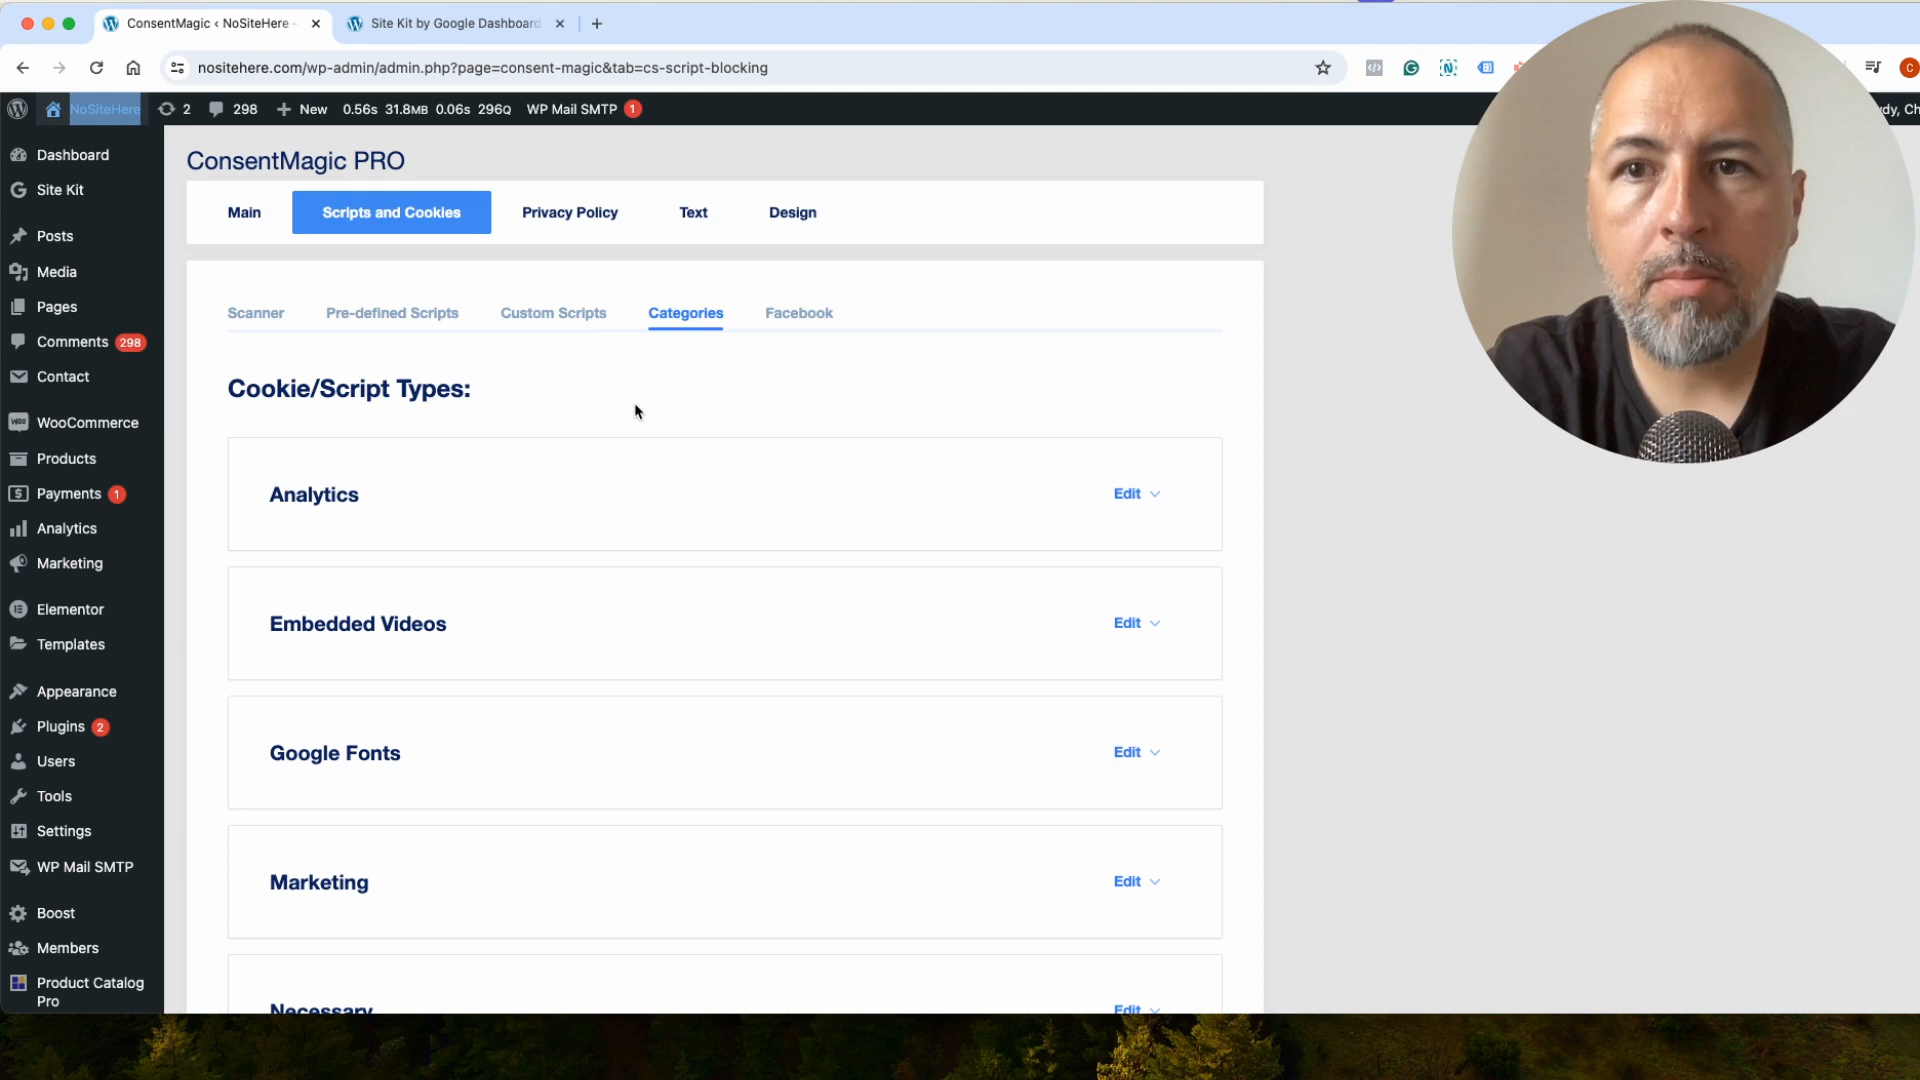 ConsentMagic ‹ NoSiteHere –
Site Kit by Google Dashboard
nositehere.com/wp-admin/admin.php?page=consent-magic&tab=cs-script-blocking
NoSiteHere 2 298 New 0.56s 31.8MB 0.06s 296Q WP Mail SMTP 1
dy, Ch
Dashboard
Site Kit
Posts
Media
Pages
Comments 298
Contact
WooCommerce
Products
Payments 1
Analytics
Marketing
Elementor
Templates
Appearance
Plugins 2
Users
Tools
Settings
WP Mail SMTP
Boost
Members
Product Catalog
Pro
ConsentMagic PRO
Main Scripts and Cookies Privacy Policy Text Design
Scanner Pre-defined Scripts Custom Scripts Categories Facebook
Cookie/Script Types:
Analytics Edit
Embedded Videos Edit
Google Fonts Edit
Marketing Edit
Necessary Edit